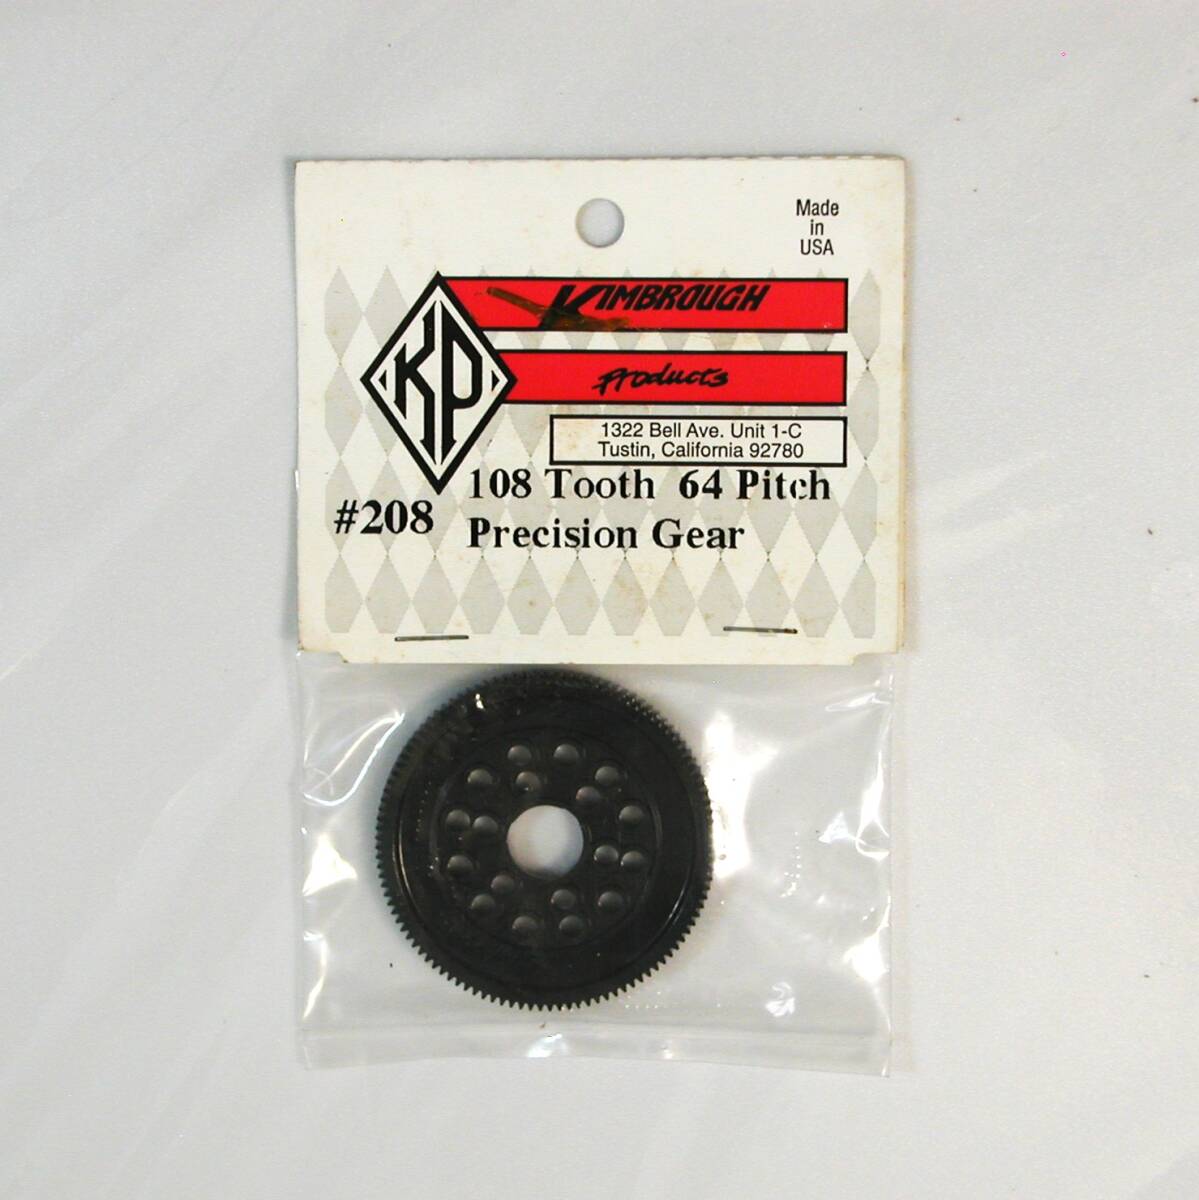 Made
in
USA
KIMBROUGH
Products
KP
1322 Bell Ave. Unit 1-C
Tustin, California 92780
108 Tooth 64 Pitch
#208
Precision Gear